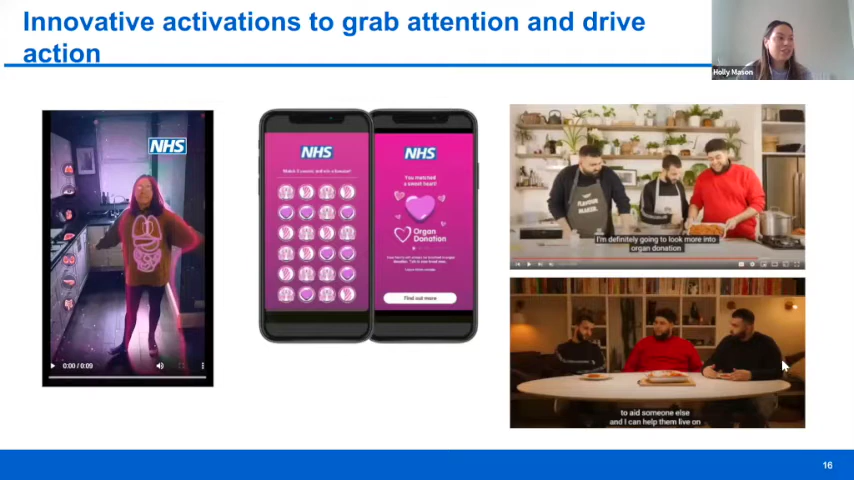 Innovative activations to grab attention and drive
action
Holly Mason
NHS
0:00 / 0:09
NHS
NHS
You matched
a sweet heart!
Organ
Donation
Find out more
FLAVOUR
MAKER.
I'm definitely going to look more into
organ donation
to aid someone else
and I can help them live on
16